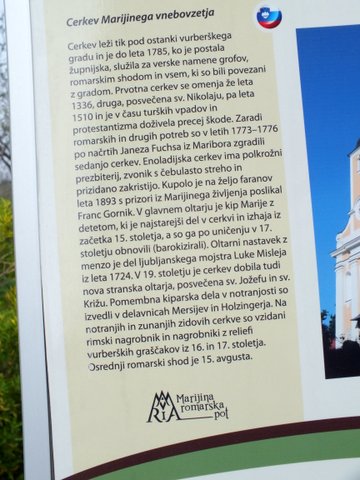 Cerkev Marijinega vnebovzetja
Cerkev leži tik pod ostanki vurberškega
gradu in je do leta 1785, ko je postala
župnijska, služila za verske namene grofov,
romarskim shodom in vsem, ki so bili povezani
z gradom. Prvotna cerkev se omenja že leta
1336, druga, posvečena sv. Nikolaju, pa leta
1510 in je v času turških vpadov in
protestantizma doživela precej škode. Zaradi
romarskih in drugih potreb so v letih 1773–1776
po načrtih Janeza Fuchsa iz Maribora zgradili
sedanjo cerkev. Enoladijska cerkev ima polkrožni
prezbiterij, zvonik s čebulasto streho in
prizidano zakristijo. Kupolo je na željo faranov
leta 1893 s prizori iz Marijinega življenja poslikal
Franc Gornik. V glavnem oltarju je kip Marije z
detetom, ki je najstarejši del v cerkvi in izhaja iz
začetka 15. stoletja, a so ga po uničenju v 17.
stoletju obnovili (barokizirali). Oltarni nastavek z
menzo je del ljubljanskega mojstra Luke Misleja
iz leta 1724. V 19. stoletju je cerkev dobila tudi
nova stranska oltarja, posvečena sv. Jožefu in sv.
Križu. Pomembna kiparska dela v notranjosti so
izvedli v delavnicah Mersijev in Holzingerja. Na
notranjih in zunanjih zidovih cerkve so vzidani
rimski nagrobnik in nagrobniki z reliefi
vurberških graščakov iz 16. in 17. stoletja.
Osrednji romarski shod je 15. avgusta.
Marijina
romarska
pot